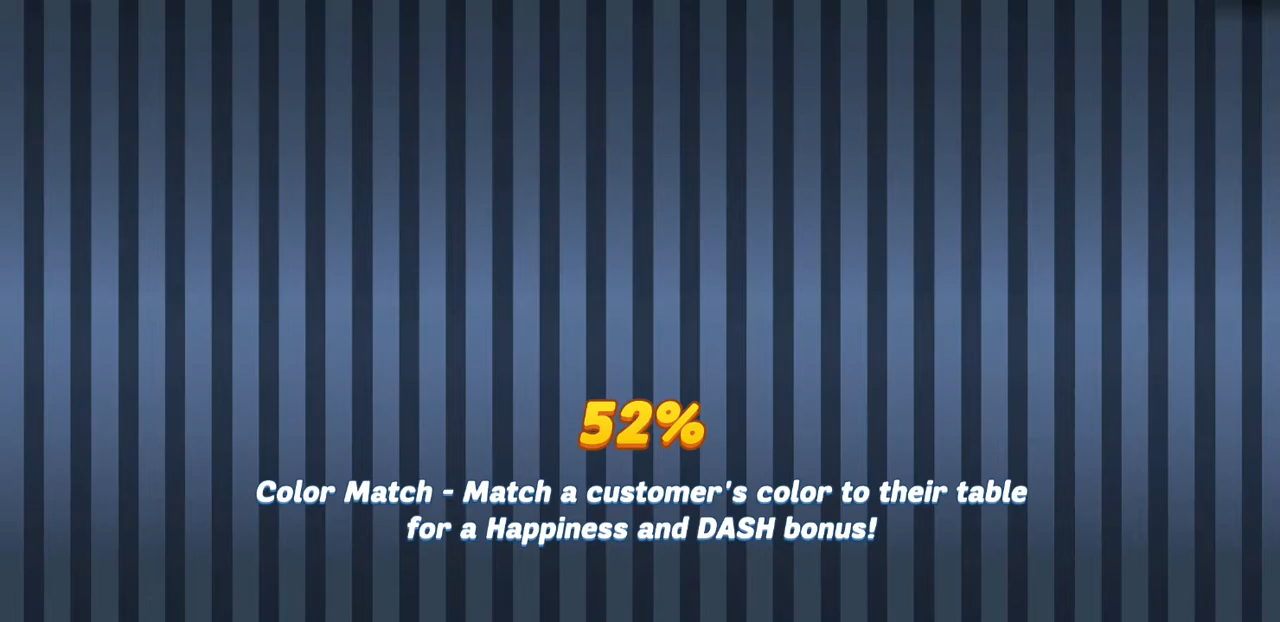 52%
Color Match - Match a customer's color to their table
for a Happiness and DASH bonus!